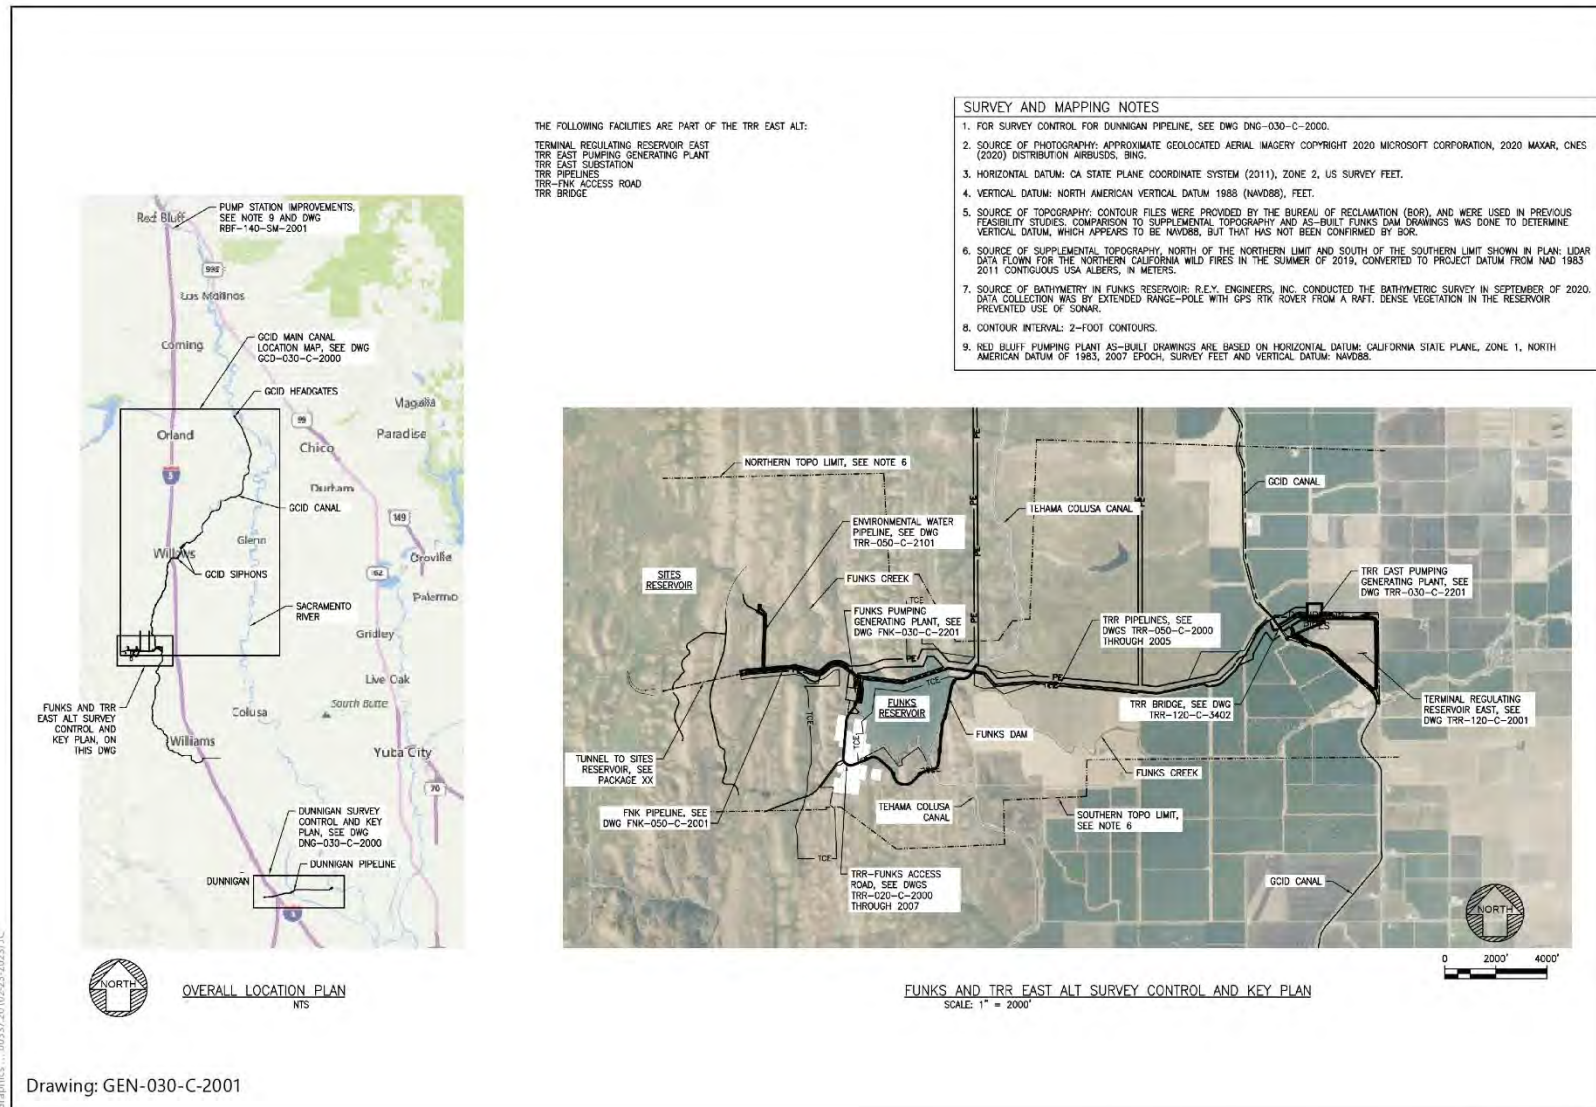 THE FOLLOWING FACILITIES ARE PART OF THE TRR EAST ALT:
TERMINAL REGULATING RESERVOIR EAST
TRR EAST PUMPING GENERATING PLANT
TRR EAST SUBSTATION
TRR PIPELINES
TRR-FNK ACCESS ROAD
TRR BRIDGE
SURVEY AND MAPPING NOTES
1. FOR SURVEY CONTROL FOR DUNNIGAN PIPELINE, SEE DWG DNG-030-C-2000.
2. SOURCE OF PHOTOGRAPHY: APPROXIMATE GEOLOCATED AERIAL IMAGERY COPYRIGHT 2020 MICROSOFT CORPORATION, 2020 MAXAR, CNES
(2020) DISTRIBUTION AIRBUSDS, BING.
3. HORIZONTAL DATUM: CA STATE PLANE COORDINATE SYSTEM (2011), ZONE 2, US SURVEY FEET.
4. VERTICAL DATUM: NORTH AMERICAN VERTICAL DATUM 1988 (NAVD88), FEET.
5. SOURCE OF TOPOGRAPHY: CONTOUR FILES WERE PROVIDED BY THE BUREAU OF RECLAMATION (BOR), AND WERE USED IN PREVIOUS
FEASIBILITY STUDIES. COMPARISON TO SUPPLEMENTAL TOPOGRAPHY AND AS-BUILT FUNKS DAM DRAWINGS WAS DONE TO DETERMINE
VERTICAL DATUM, WHICH APPEARS TO BE NAVD88, BUT THAT HAS NOT BEEN CONFIRMED BY BOR.
6. SOURCE OF SUPPLEMENTAL TOPOGRAPHY, NORTH OF THE NORTHERN LIMIT AND SOUTH OF THE SOUTHERN LIMIT SHOWN IN PLAN: LIDAR
DATA FLOWN FOR THE NORTHERN CALIFORNIA WILD FIRES IN THE SUMMER OF 2019, CONVERTED TO PROJECT DATUM FROM NAD 1983
2011 CONTIGUOUS USA ALBERS, IN METERS.
7. SOURCE OF BATHYMETRY IN FUNKS RESERVOIR: R.E.Y. ENGINEERS, INC. CONDUCTED THE BATHYMETRIC SURVEY IN SEPTEMBER OF 2020.
DATA COLLECTION WAS BY EXTENDED RANGE-POLE WITH GPS RTK ROVER FROM A RAFT. DENSE VEGETATION IN THE RESERVOIR
PREVENTED USE OF SONAR.
8. CONTOUR INTERVAL: 2-FOOT CONTOURS.
9. RED BLUFF PUMPING PLANT AS-BUILT DRAWINGS ARE BASED ON HORIZONTAL DATUM: CALIFORNIA STATE PLANE, ZONE 1, NORTH
AMERICAN DATUM OF 1983, 2007 EPOCH, SURVEY FEET AND VERTICAL DATUM: NAVD88.
Red Bluff
PUMP STATION IMPROVEMENTS,
SEE NOTE 9 AND DWG
RBF-140-SM-2001
Los Molinos
Corning
GCID MAIN CANAL
LOCATION MAP, SEE DWG
GCD-030-C-2000
GCID HEADGATES
Magalia
99
Orland
Chico
Paradise
5
Durham
GCID CANAL
149
Glenn
Willows
Oroville
GCID SIPHONS
162
Palermo
SACRAMENTO
RIVER
Gridley
Live Oak
South Butte
FUNKS AND TRR
EAST ALT SURVEY
CONTROL AND
KEY PLAN, ON
THIS DWG
Colusa
Williams
Yuba City
70
DUNNIGAN SURVEY
CONTROL AND KEY
PLAN, SEE DWG
DNG-030-C-2000
DUNNIGAN PIPELINE
DUNNIGAN
NORTH
OVERALL LOCATION PLAN
NTS
NORTHERN TOPO LIMIT, SEE NOTE 6
PE
PE
GCID CANAL
TEHAMA COLUSA CANAL
ENVIRONMENTAL WATER
PIPELINE, SEE DWG
TRR-050-C-2101
PE
PE
SITES
RESERVOIR
FUNKS CREEK
TCE
TRR EAST PUMPING
GENERATING PLANT, SEE
DWG TRR-030-C-2201
FUNKS PUMPING
GENERATING PLANT, SEE
DWG FNK-030-C-2201
PE
TRR PIPELINES, SEE
DWGS TRR-050-C-2000
THROUGH 2005
PE
PE
TCE
PE
FUNKS
RESERVOIR
TCE
TRR BRIDGE, SEE DWG
TRR-120-C-3402
TERMINAL REGULATING
RESERVOIR EAST, SEE
DWG TRR-120-C-2001
TCE
FUNKS DAM
TUNNEL TO SITES
RESERVOIR, SEE
PACKAGE XX
FUNKS CREEK
FNK PIPELINE, SEE
DWG FNK-050-C-2001
TEHAMA COLUSA
CANAL
SOUTHERN TOPO LIMIT,
SEE NOTE 6
TCE
TRR-FUNKS ACCESS
ROAD, SEE DWGS
TRR-020-C-2000
THROUGH 2007
GCID CANAL
NORTH
0 2000' 4000'
FUNKS AND TRR EAST ALT SURVEY CONTROL AND KEY PLAN
SCALE: 1" = 2000'
Drawing: GEN-030-C-2001